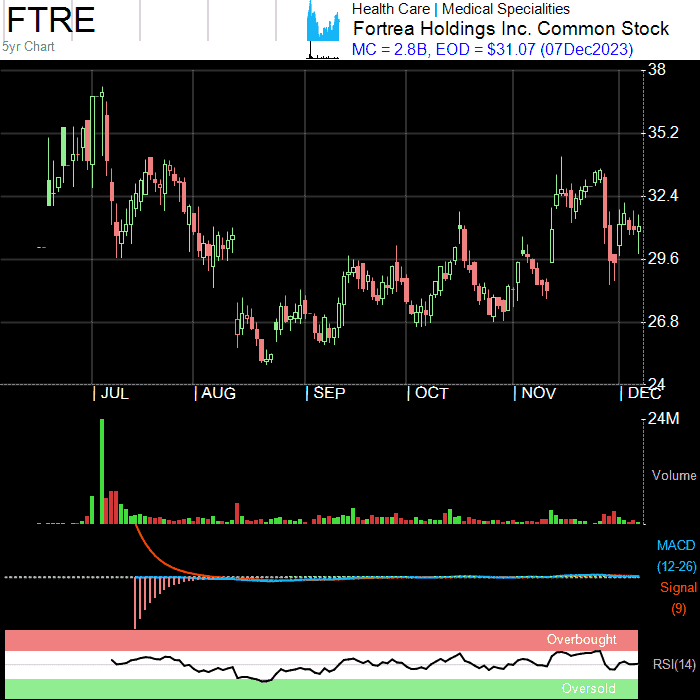 FTRE
5yr Chart
Health Care | Medical Specialities
Fortrea Holdings Inc. Common Stock
MC = 2.8B, EOD = $31.07 (07Dec2023)
38
35.2
32.4
29.6
26.8
24
JUL AUG SEP OCT NOV DEC
24M
Volume
MACD
(12-26)
Signal
(9)
Overbought
RSI(14)
Oversold